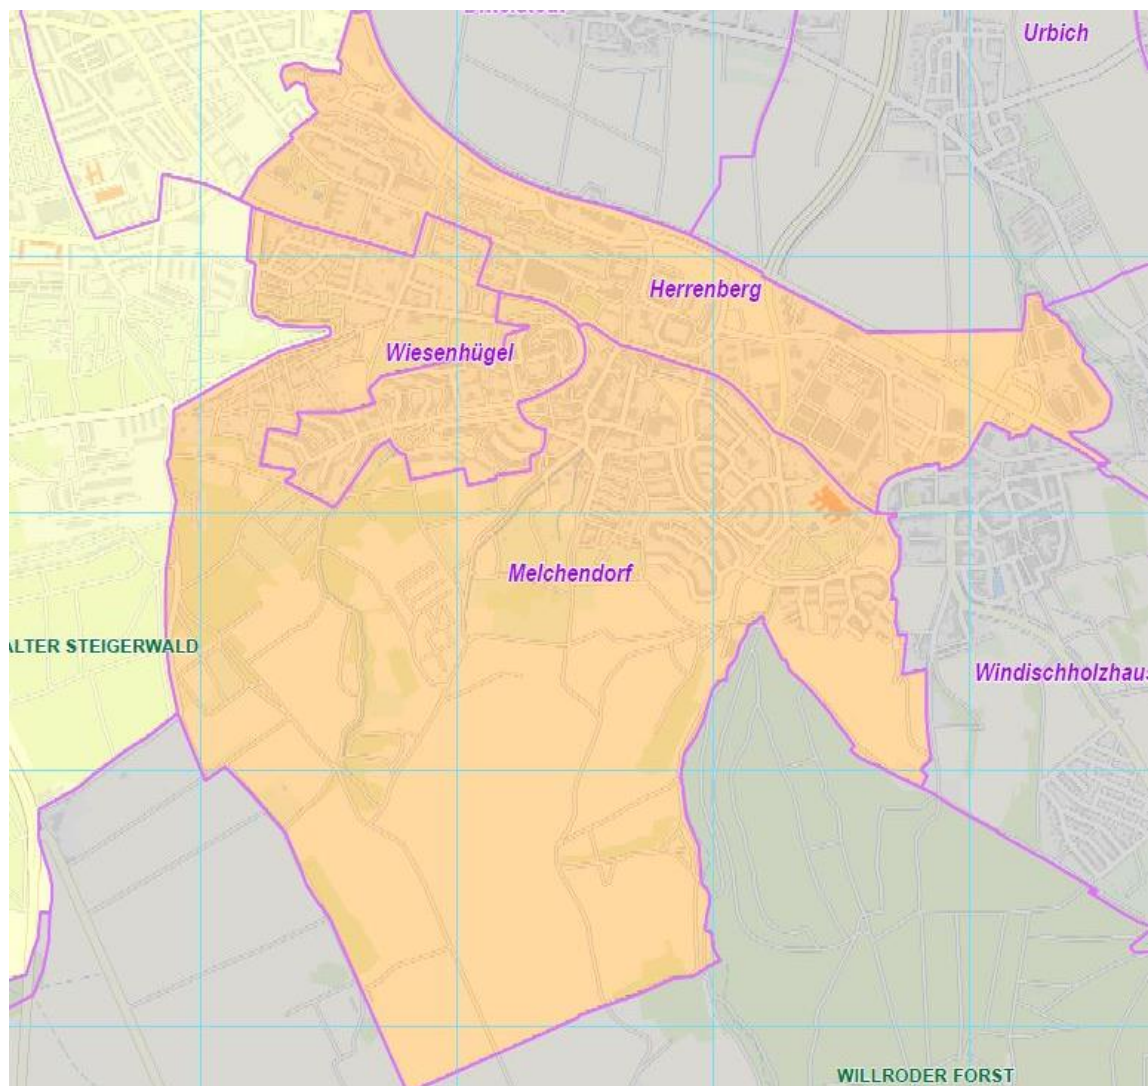 Urbich
Herrenberg
Wiesenhügel
Melchendorf
ALTER STEIGERWALD
Windischholzhaus
WILLRODER FORST